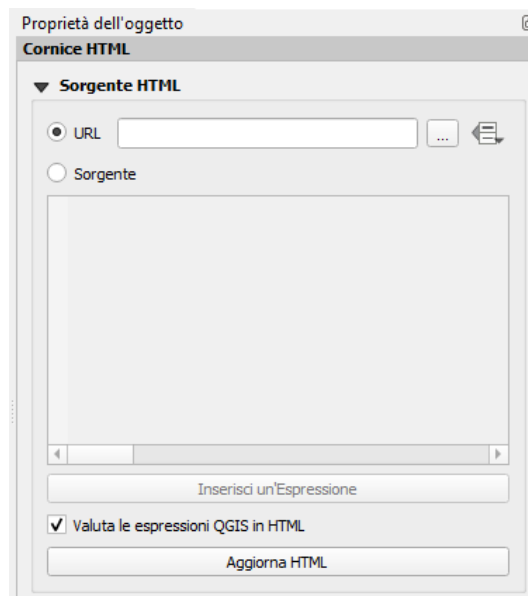 Proprietà dell'oggetto
Cornice HTML
Sorgente HTML
URL ...
Sorgente
Inserisci un'Espressione
Valuta le espressioni QGIS in HTML
Aggiorna HTML